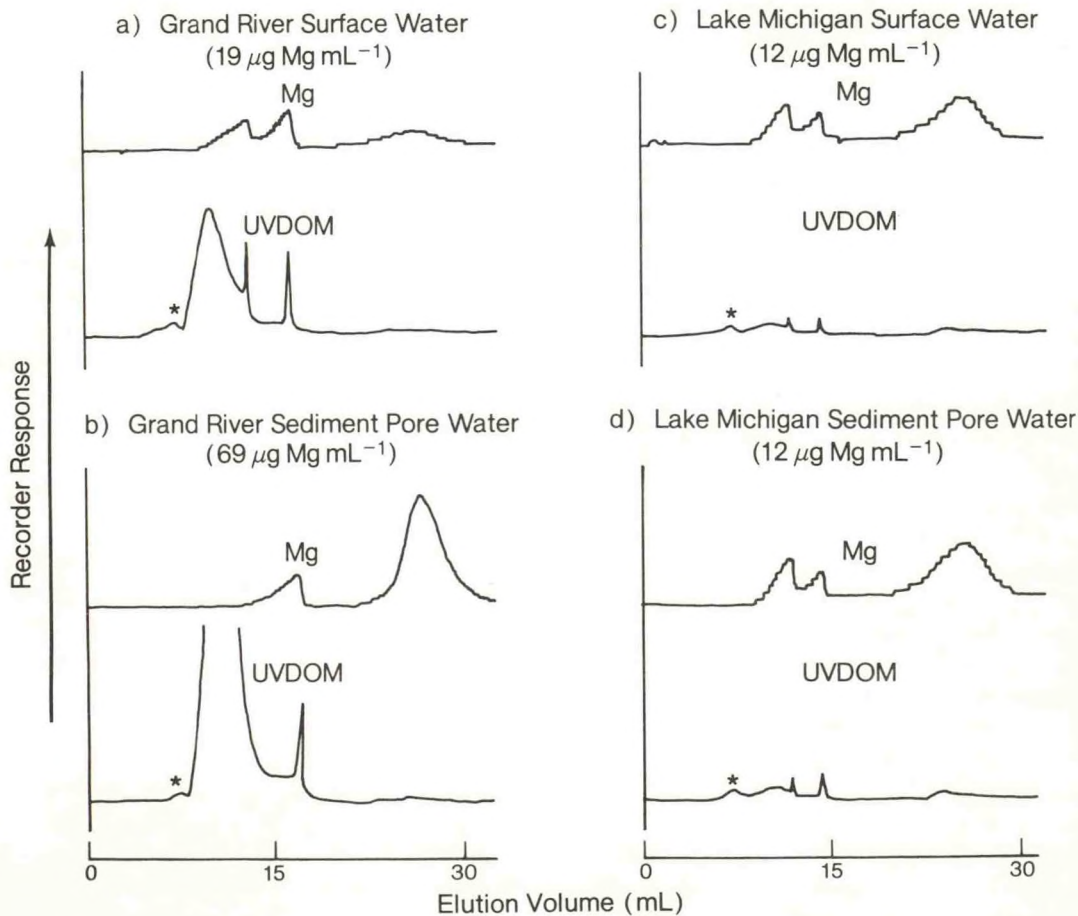 a) Grand River Surface Water
(19 μg Mg mL⁻¹)
Mg
UVDOM
*
c) Lake Michigan Surface Water
(12 μg Mg mL⁻¹)
Mg
UVDOM
*
b) Grand River Sediment Pore Water
(69 μg Mg mL⁻¹)
Mg
UVDOM
*
d) Lake Michigan Sediment Pore Water
(12 μg Mg mL⁻¹)
Mg
UVDOM
*
Recorder Response
0 15 30
0 15 30
Elution Volume (mL)